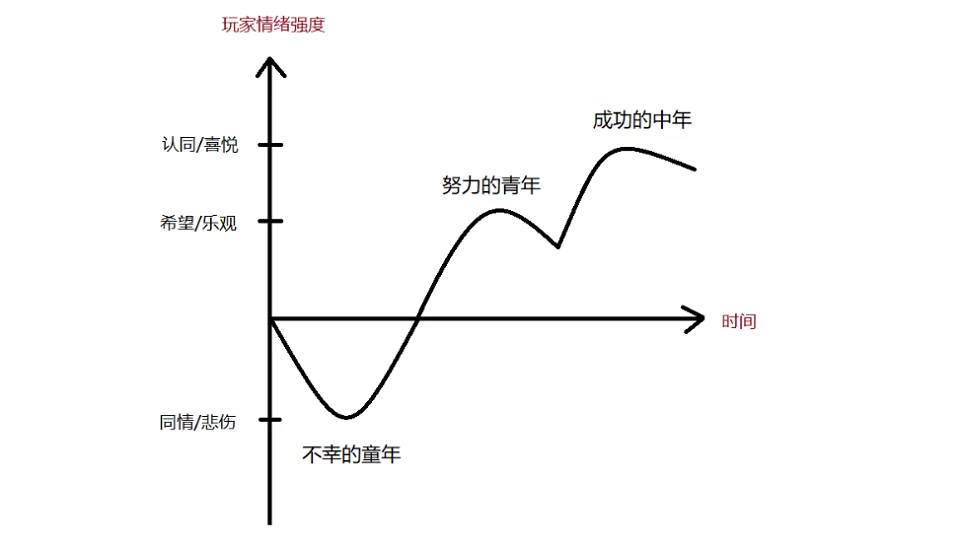 玩家情绪强度
成功的中年
认同/喜悦
努力的青年
希望/乐观
时间
同情/悲伤
不幸的童年